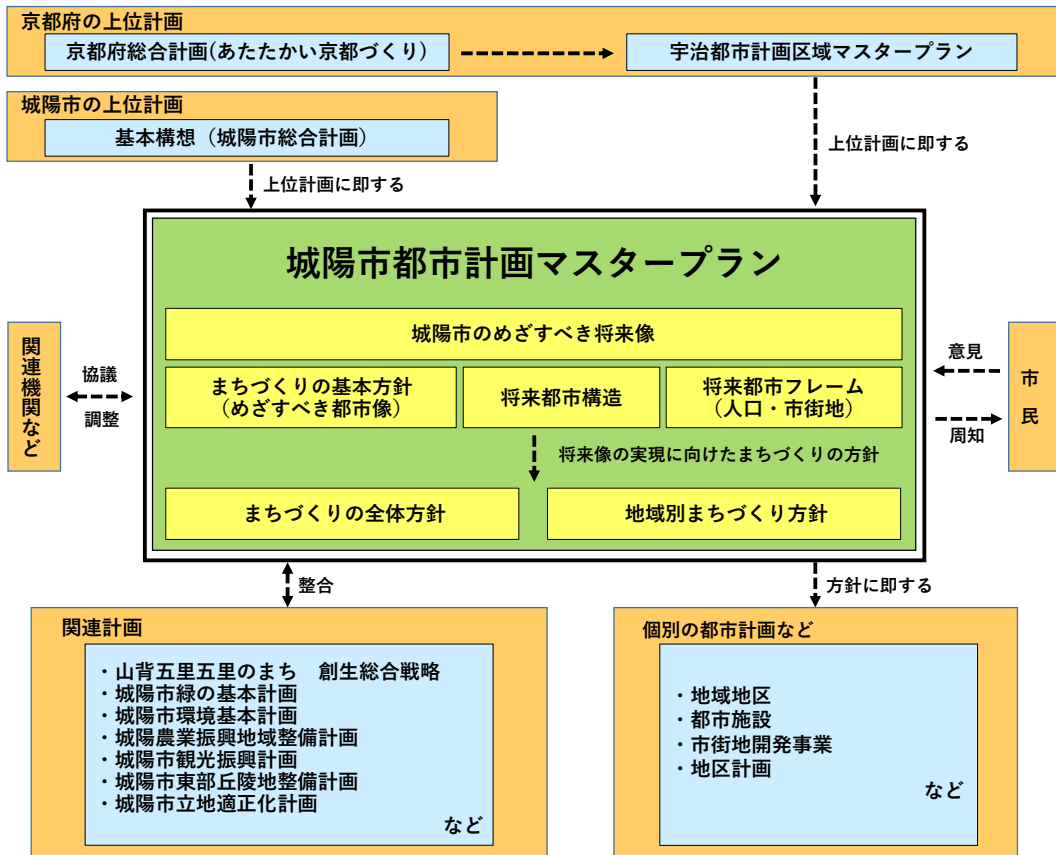 京都府の上位計画
京都府総合計画(あたたかい京都づくり)
宇治都市計画区域マスタープラン
城陽市の上位計画
基本構想（城陽市総合計画）
上位計画に即する
上位計画に即する
城陽市都市計画マスタープラン
城陽市のめざすべき将来像
まちづくりの基本方針
（めざすべき都市像）
将来都市構造
将来都市フレーム
（人口・市街地）
将来像の実現に向けたまちづくりの方針
まちづくりの全体方針
地域別まちづくり方針
関連機関など
協議
調整
意見
周知
市民
整合
方針に即する
関連計画
・山背五里五里のまち　創生総合戦略
・城陽市緑の基本計画
・城陽市環境基本計画
・城陽農業振興地域整備計画
・城陽市観光振興計画
・城陽市東部丘陵地整備計画
・城陽市立地適正化計画
など
個別の都市計画など
・地域地区
・都市施設
・市街地開発事業
・地区計画
など